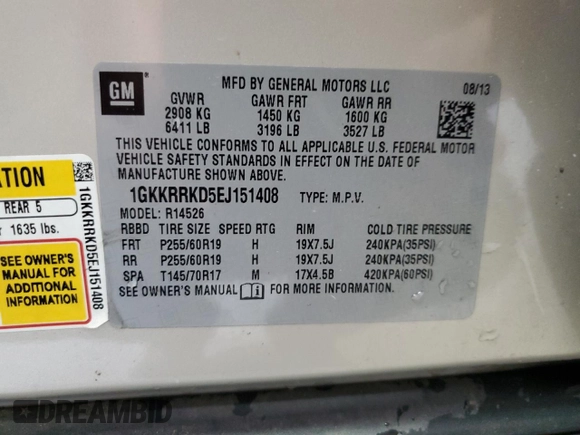 GM
MFD BY GENERAL MOTORS LLC 08/13
GVWR GAWR FRT GAWR RR
2908 KG 1450 KG 1600 KG
6411 LB 3196 LB 3527 LB
THIS VEHICLE CONFORMS TO ALL APPLICABLE U.S. FEDERAL MOTOR
VEHICLE SAFETY STANDARDS IN EFFECT ON THE DATE OF
MANUFACTURE SHOWN ABOVE.
1GKKRRKD5EJ151408 TYPE: M.P.V.
MODEL: R14526
RBBD TIRE SIZE SPEED RTG RIM COLD TIRE PRESSURE
FRT P255/60R19 H 19X7.5J 240KPA(35PSI)
RR P255/60R19 H 19X7.5J 240KPA(35PSI)
SPA T145/70R17 M 17X4.5B 420KPA(60PSI)
SEE OWNER'S MANUAL FOR MORE INFORMATION.
REAR 5
1635 lbs.
SEE OWNER'S
MANUAL FOR
ADDITIONAL
INFORMATION
1GKKRRKD5EJ151408
DREAMBID